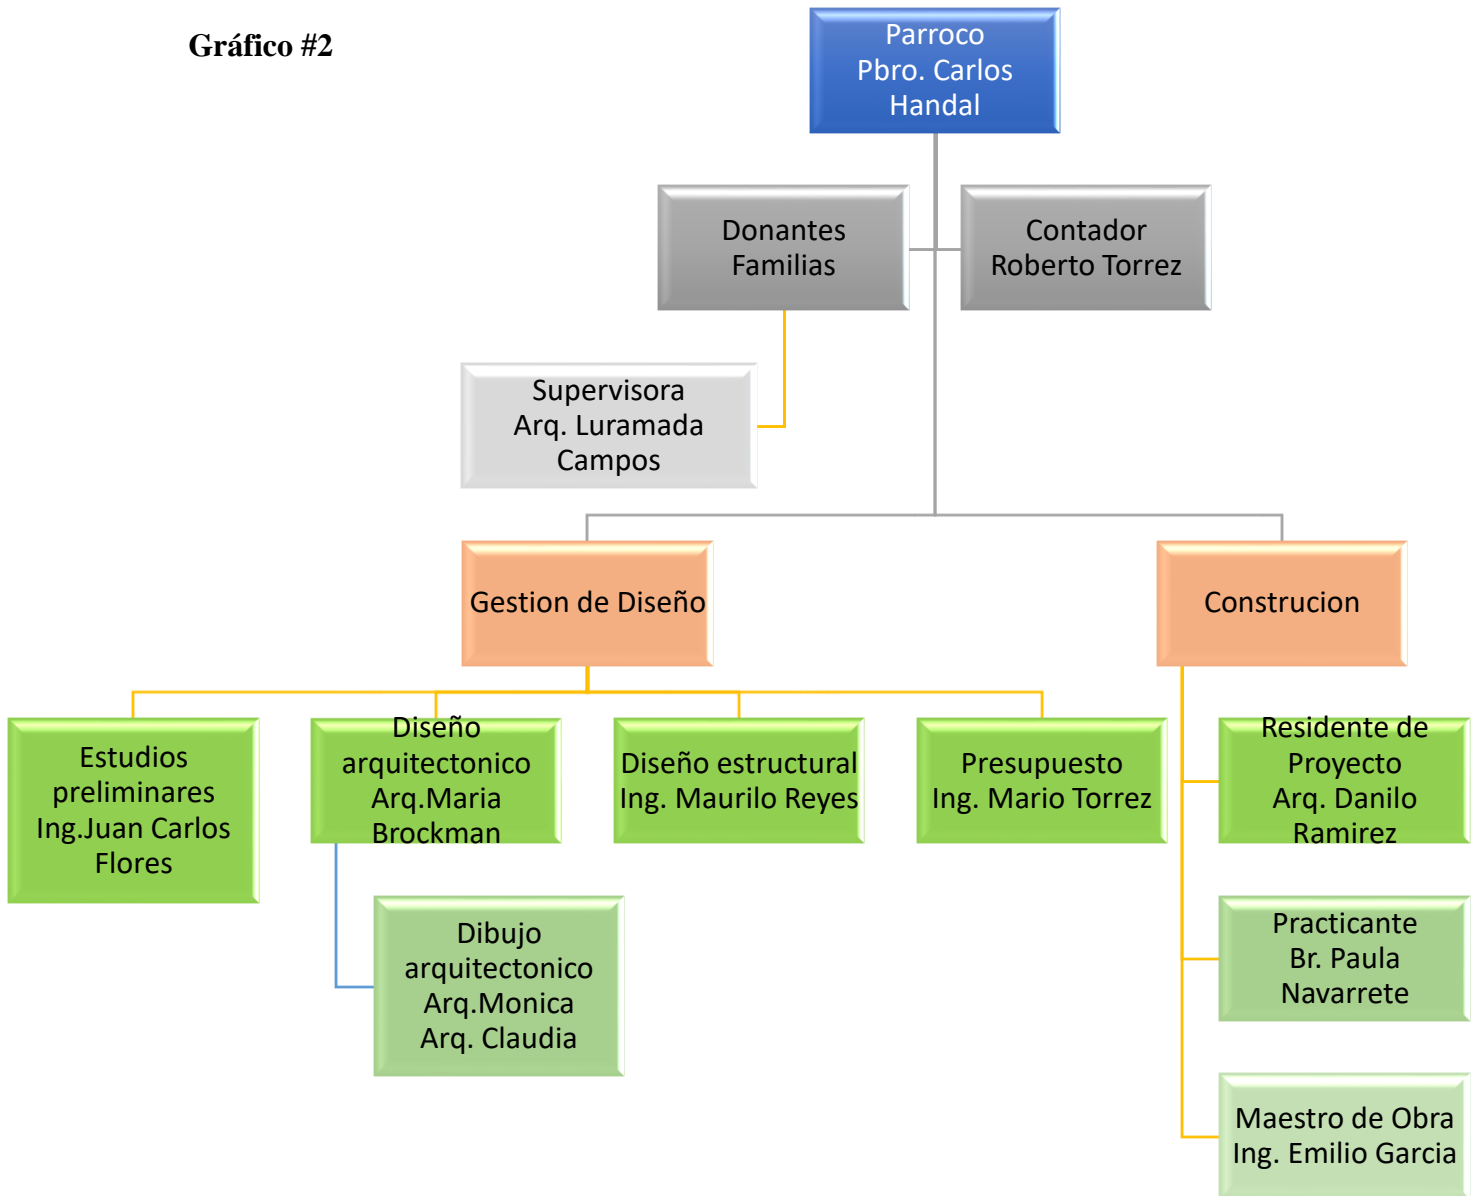 Gráfico #2
Parroco
Pbro. Carlos
Handal
Donantes
Familias
Contador
Roberto Torrez
Supervisora
Arq. Luramada
Campos
Gestion de Diseño
Construcion
Estudios
preliminares
Ing.Juan Carlos
Flores
Diseño
arquitectonico
Arq.Maria
Brockman
Diseño estructural
Ing. Maurilo Reyes
Presupuesto
Ing. Mario Torrez
Residente de
Proyecto
Arq. Danilo
Ramirez
Dibujo
arquitectonico
Arq.Monica
Arq. Claudia
Practicante
Br. Paula
Navarrete
Maestro de Obra
Ing. Emilio Garcia